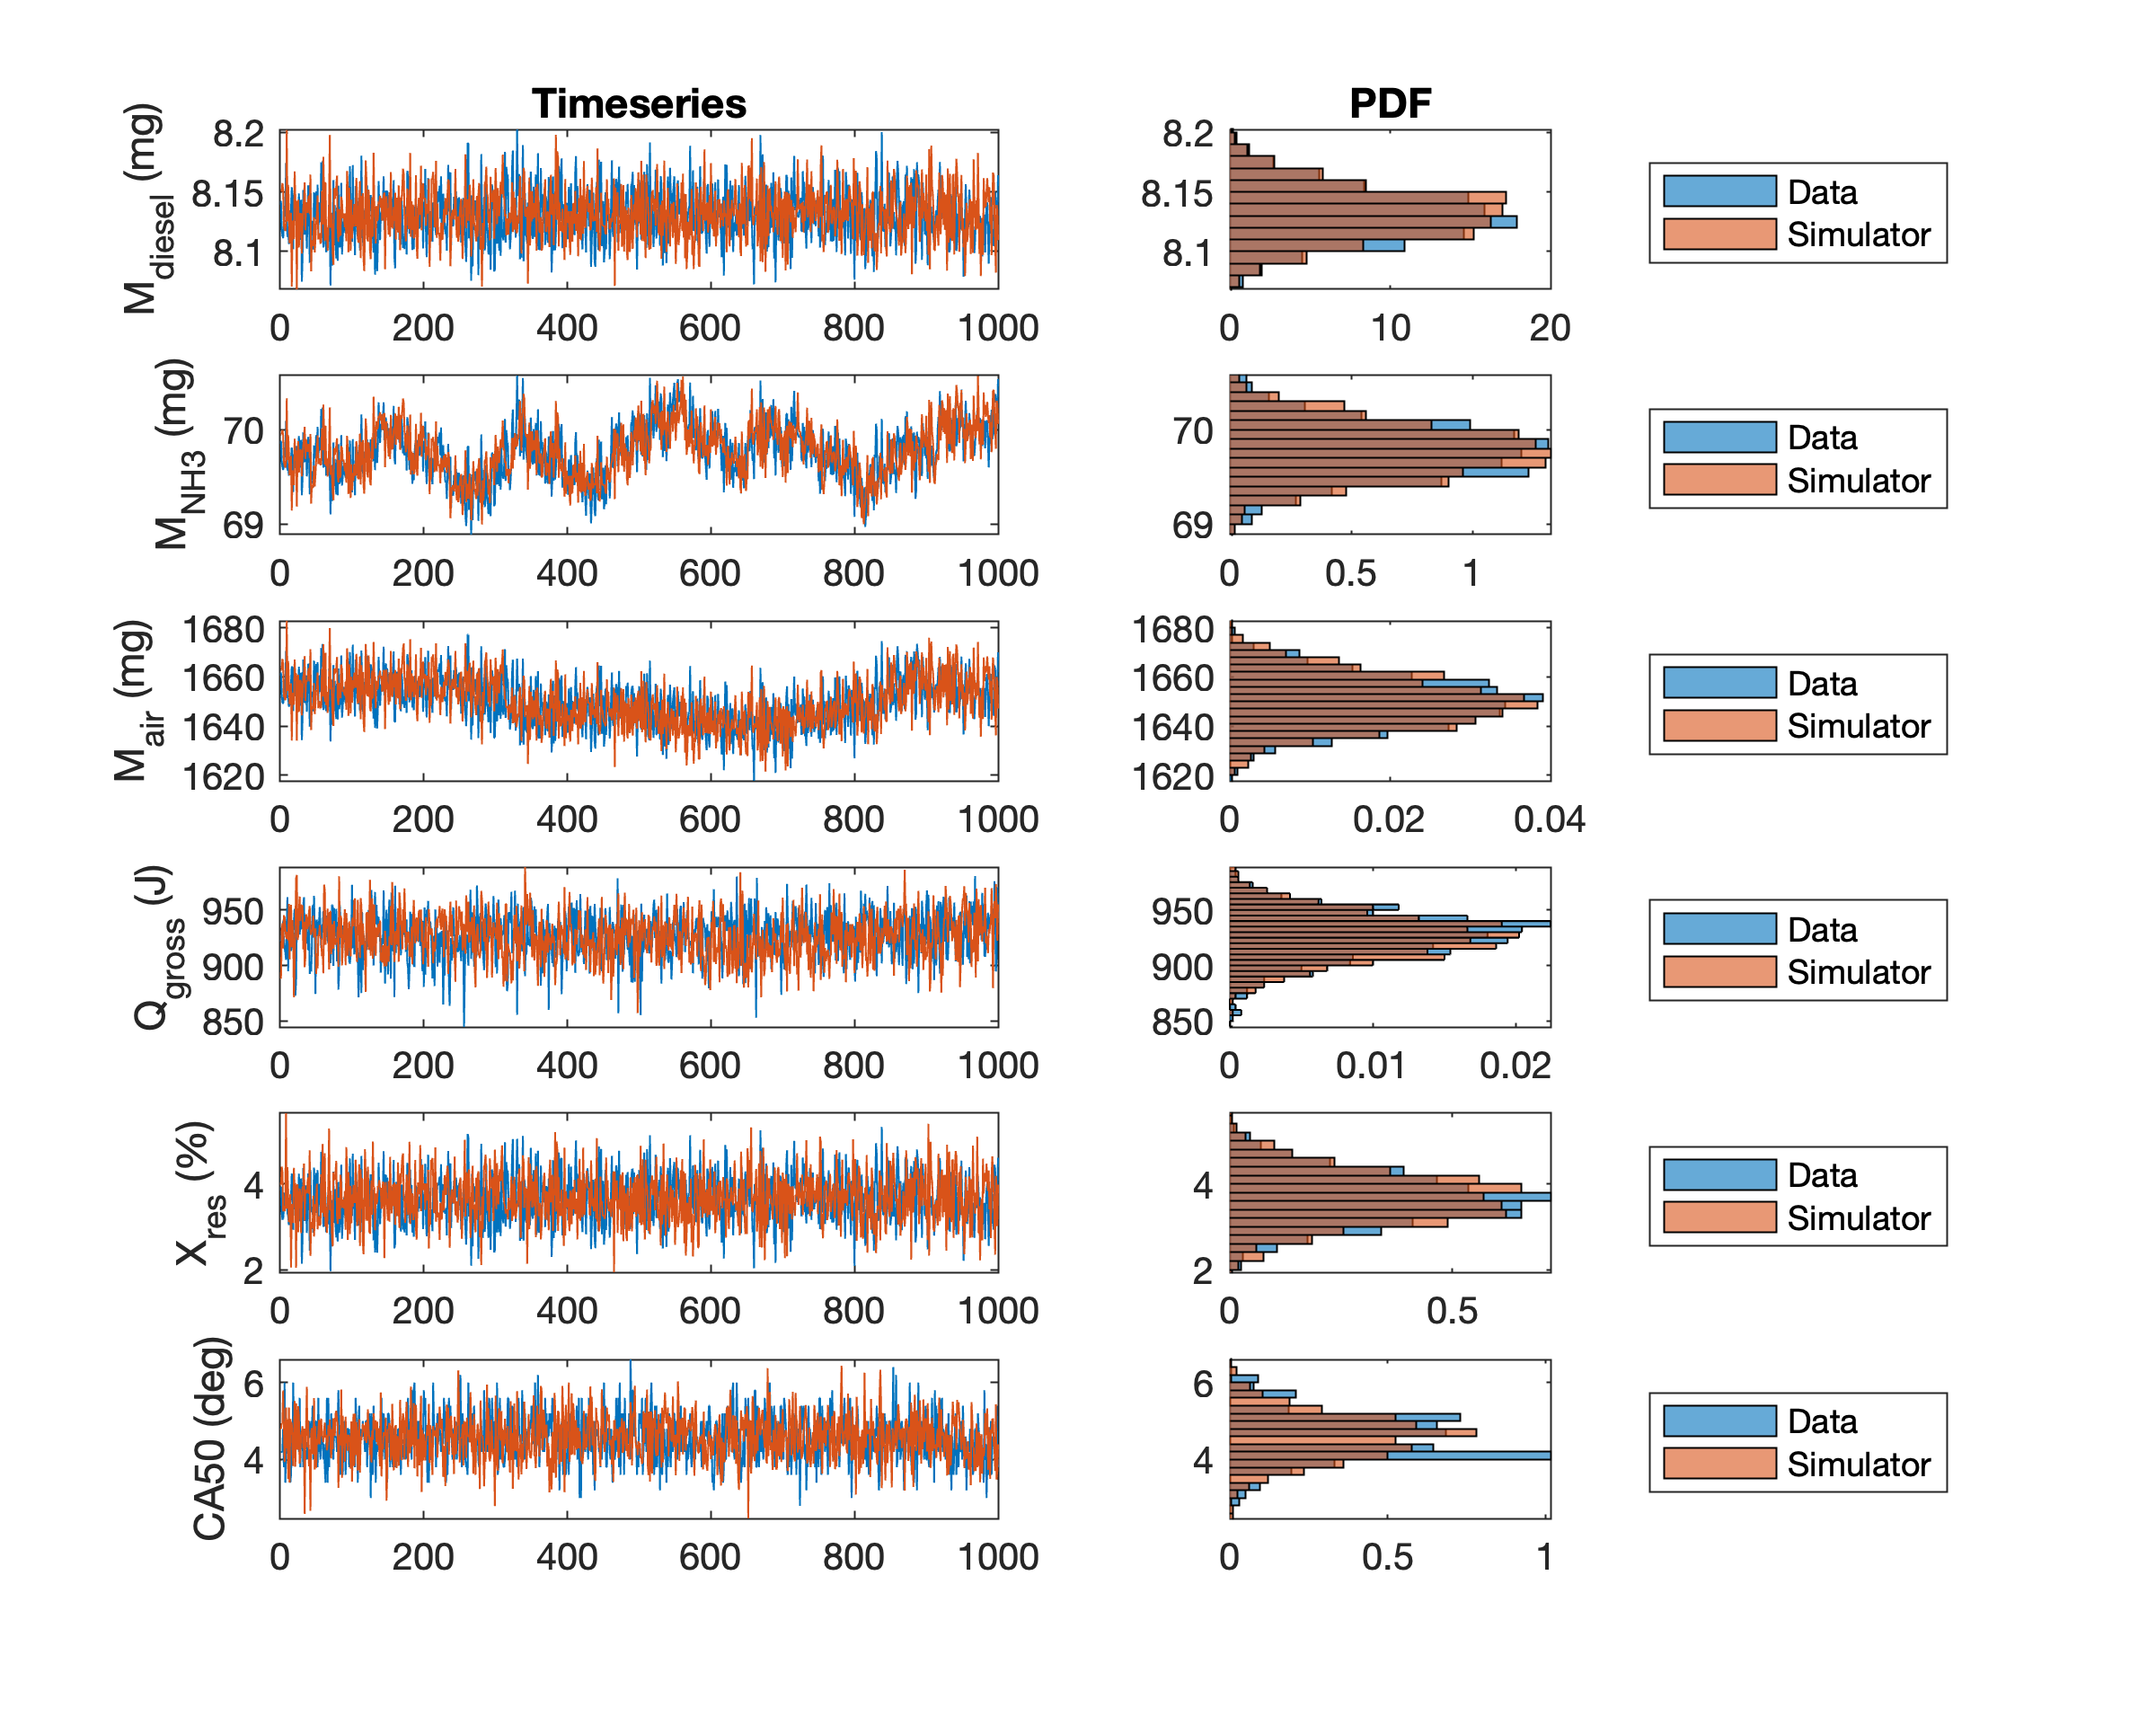 Timeseries
PDF
M_diesel (mg)
8.2
8.15
8.1
0 200 400 600 800 1000
8.2
8.15
8.1
0 10 20
Data
Simulator
M_NH3 (mg)
70
69
0 200 400 600 800 1000
70
69
0 0.5 1
Data
Simulator
M_air (mg)
1680
1660
1640
1620
0 200 400 600 800 1000
1680
1660
1640
1620
0 0.02 0.04
Data
Simulator
Q_gross (J)
950
900
850
0 200 400 600 800 1000
950
900
850
0 0.01 0.02
Data
Simulator
X_res (%)
4
2
0 200 400 600 800 1000
4
2
0 0.5
Data
Simulator
CA50 (deg)
6
4
0 200 400 600 800 1000
6
4
0 0.5 1
Data
Simulator